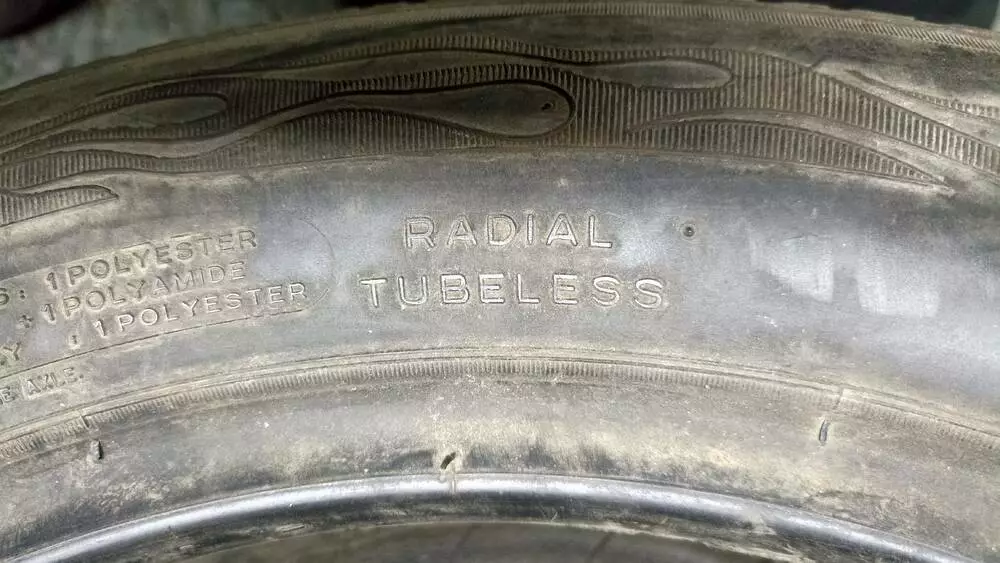 : 1 POLYESTER
+ 1 POLYAMIDE
: 1 POLYESTER
AXLE.
RADIAL
TUBELESS